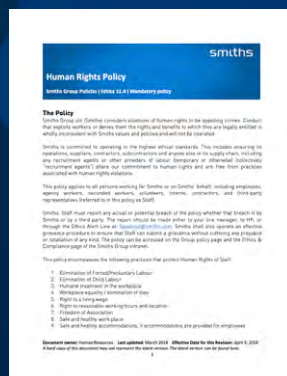 smiths
Human Rights Policy
Smiths Group Policies | Ethics 11.4 | Mandatory policy
The Policy
Smiths Group plc (Smiths) considers violations of human rights to be appalling crimes. Conduct
that exploits workers or denies them the rights and benefits to which they are legally entitled is
wholly inconsistent with Smiths values and policies and will not be tolerated.
Smiths is committed to operating to the highest ethical standards. This includes ensuring its
operations, suppliers, contractors, subcontractors and anyone else in its supply chain, including
any recruitment agents or other providers of labour (temporary or otherwise) (collectively
"recruitment agents") share our commitment to human rights and are free from practices
associated with human rights violations.
This policy applies to all persons working for Smiths or on Smiths' behalf, including employees,
agency workers, seconded workers, volunteers, interns, contractors, and third-party
representatives (referred to in this policy as Staff).
Smiths' Staff must report any actual or potential breach of the policy whether that breach is by
Smiths or by a third party. The report should be made either to your line manager, to HR, or
through the Ethics Alert Line at: Smiths shall also operate an effective
grievance procedure to ensure that Staff can submit a grievance without suffering any prejudice
or retaliation of any kind. The policy can be accessed on the Group policy page and the Ethics &
Compliance page of the Smiths Group intranet.
This policy encompasses the following practices that protect Human Rights of Staff:
1. Elimination of Forced/Involuntary Labour
2. Elimination of Child Labour
3. Humane treatment in the workplace
4. Workplace equality / elimination of bias
5. Right to a living wage
6. Right to reasonable working hours and location
7. Freedom of Association
8. Safe and healthy work place
9. Safe and healthy accommodations, if accommodations are provided for employees
Document owner: Human Resources Last updated: March 2018 Effective Date for this Revision: April 9, 2018
A hard copy of this document may not represent the latest version. The latest version can be found here.
1